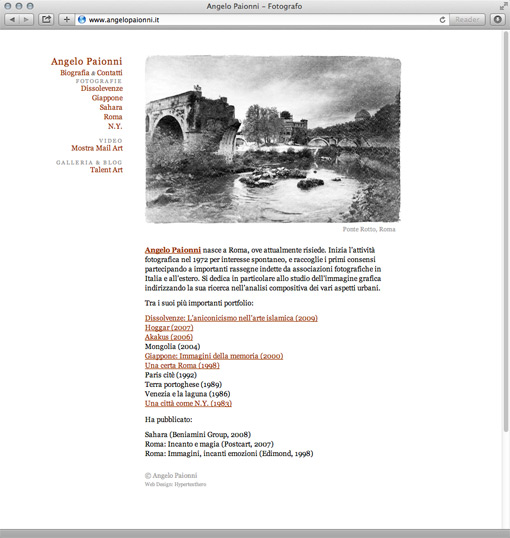 Angelo Paionni – Fotografo
www.angelopaionni.it
Reader
Angelo Paionni
Biografia e Contatti
FOTOGRAFIE
Dissolevenze
Giappone
Sahara
Roma
N.Y.
VIDEO
Mostra Mail Art
GALLERIA & BLOG
Talent Art
Ponte Rotto, Roma
Angelo Paionni nasce a Roma, ove attualmente risiede. Inizia l'attività
fotografica nel 1972 per interesse spontaneo, e raccoglie i primi consensi
partecipando a importanti rassegne indette da associazioni fotografiche in
Italia e all'estero. Si dedica in particolare allo studio dell'immagine grafica
indirizzando la sua ricerca nell'analisi compositiva dei vari aspetti urbani.
Tra i suoi più importanti portfolio:
Dissolvenze: L'aniconicismo nell'arte islamica (2009)
Hoggar (2007)
Akakus (2006)
Mongolia (2004)
Giappone: Immagini della memoria (2000)
Una certa Roma (1998)
Paris citè (1992)
Terra portoghese (1989)
Venezia e la laguna (1986)
Una città come N.Y. (1983)
Ha pubblicato:
Sahara (Beniamini Group, 2008)
Roma: Incanto e magia (Postcart, 2007)
Roma: Immagini, incanti emozioni (Edimond, 1998)
© Angelo Paionni
Web Design: Hypertesthero